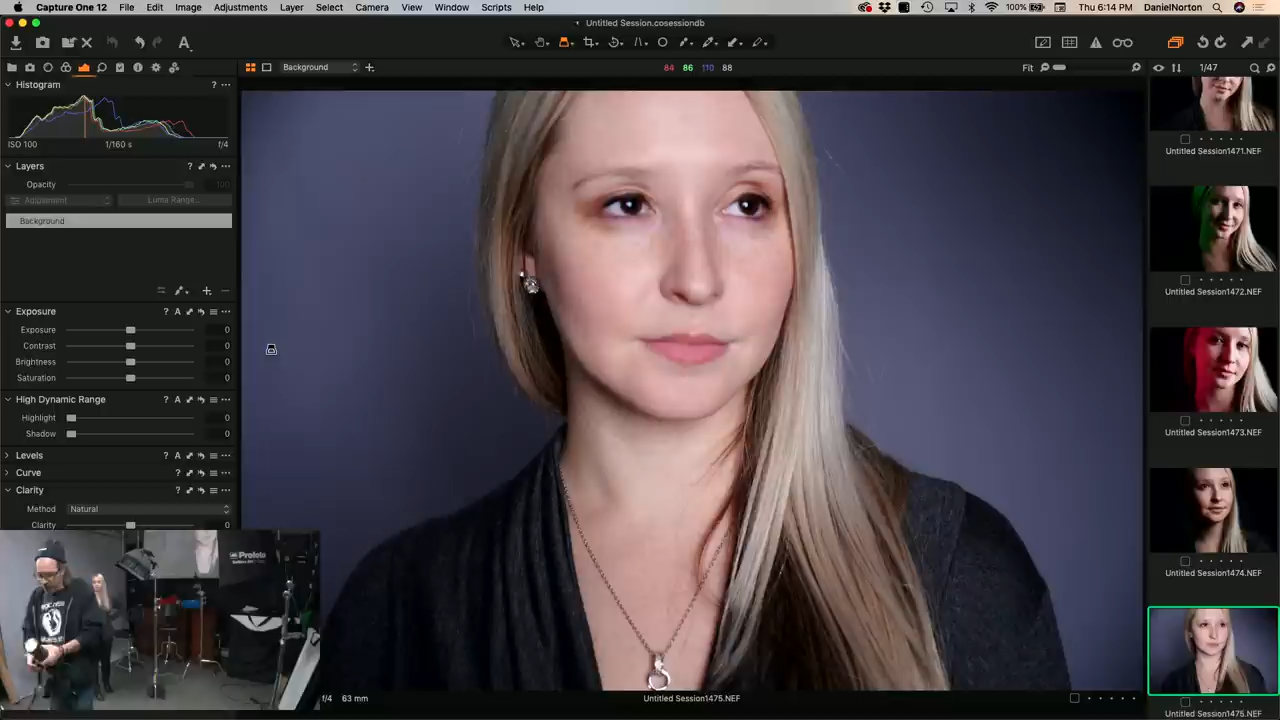 Capture One 12 File Edit Image Adjustments Layer Select Camera View Window Scripts Help 100% Thu 6:14 PM DanielNorton
Untitled Session.cosessiondb
Background 84 86 110 88 Fit 1/47
Histogram
ISO 100 1/160 s f/4
Layers
Opacity 100
Adjustment Luma Range...
Background
Exposure
Exposure 0
Contrast 0
Brightness 0
Saturation 0
High Dynamic Range
Highlight 0
Shadow 0
Levels
Curve
Clarity
Method Natural
Clarity 0
Profoto
f/4 63 mm Untitled Session1475.NEF
Untitled Session1471.NEF
Untitled Session1472.NEF
Untitled Session1473.NEF
Untitled Session1474.NEF
Untitled Session1475.NEF